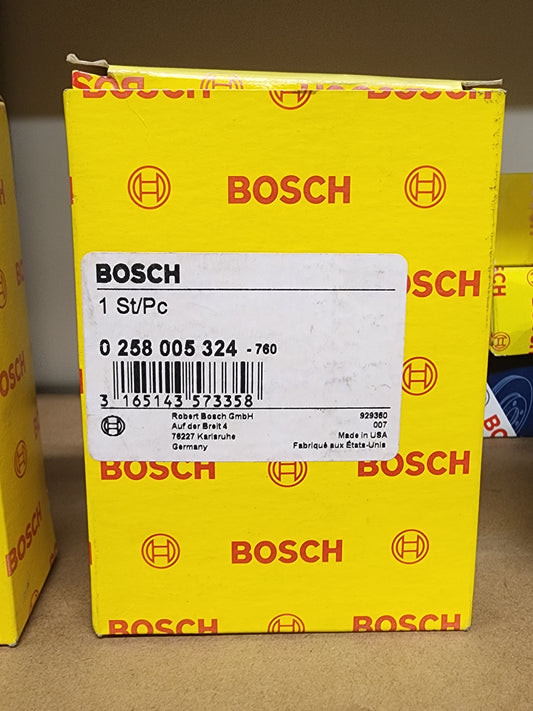 BOSCH
BOSCH
BOSCH
BOSCH
1 St/Pc
0 258 005 324 - 760
3 165143 573358
Robert Bosch GmbH
Auf der Breit 4
76227 Karlsruhe
Germany
929360
007
Made in USA
Fabriqué aux États-Unis
BOSCH
BOSCH
BOSCH
BOSCH